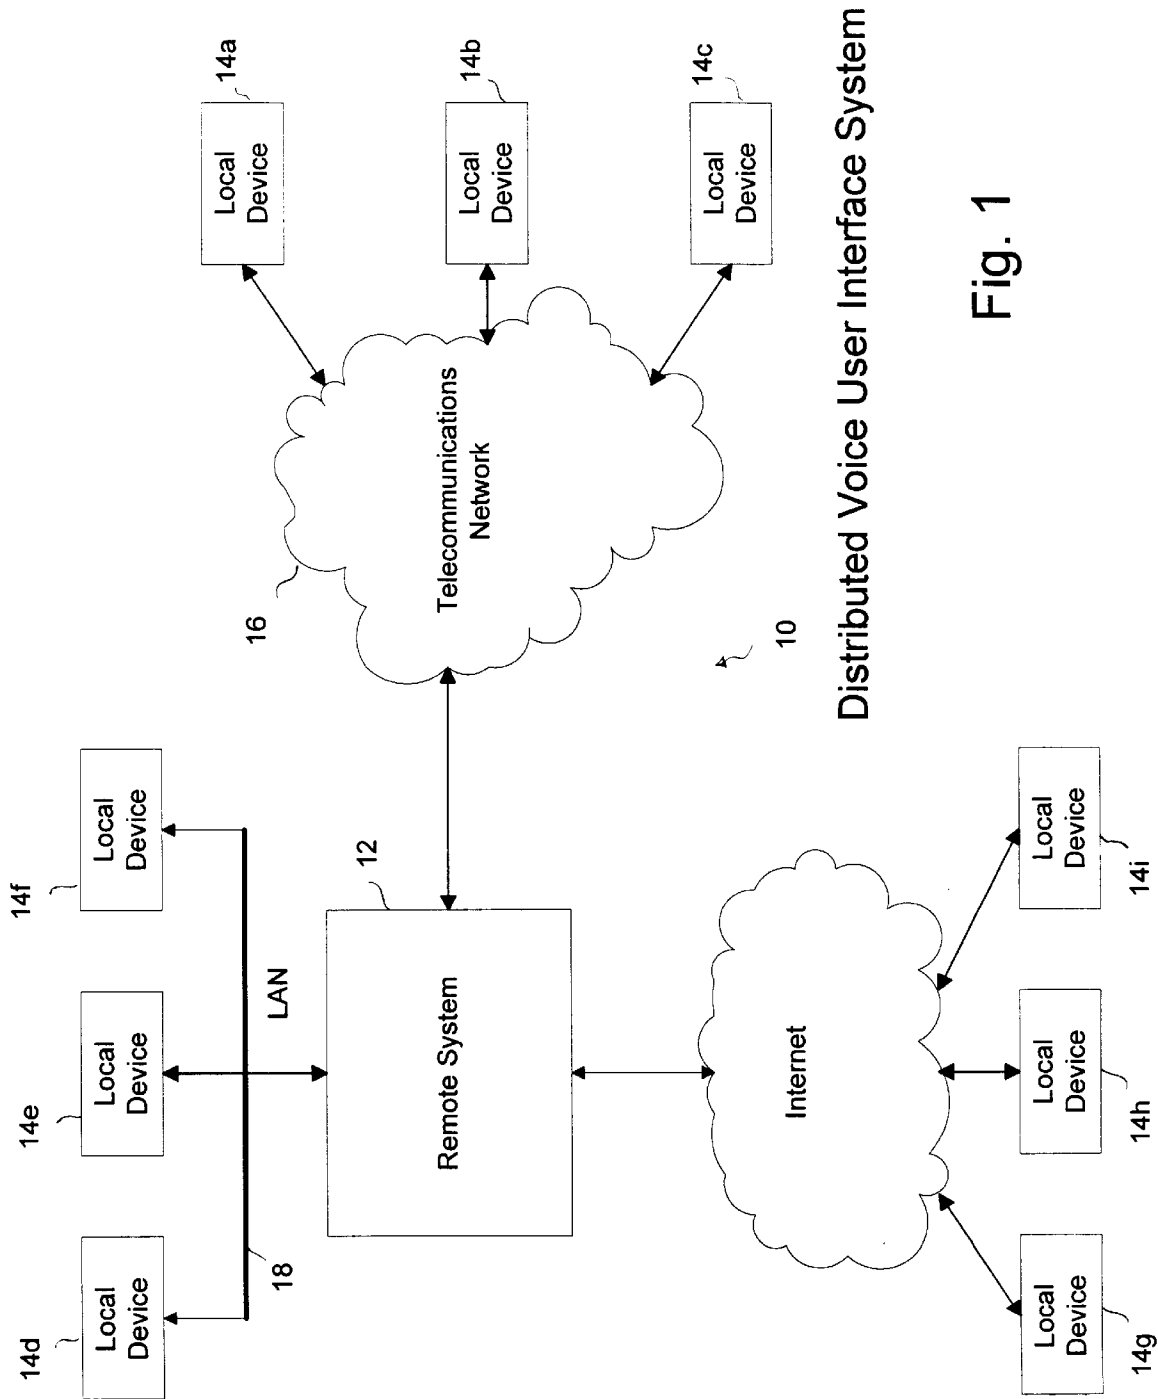 14d
Local
Device
14e
Local
Device
14f
Local
Device
18
LAN
12
Remote System
16
Telecommunications
Network
14a
Local
Device
14b
Local
Device
14c
Local
Device
10
Internet
14g
Local
Device
14h
Local
Device
14i
Local
Device
Distributed Voice User Interface System
Fig. 1